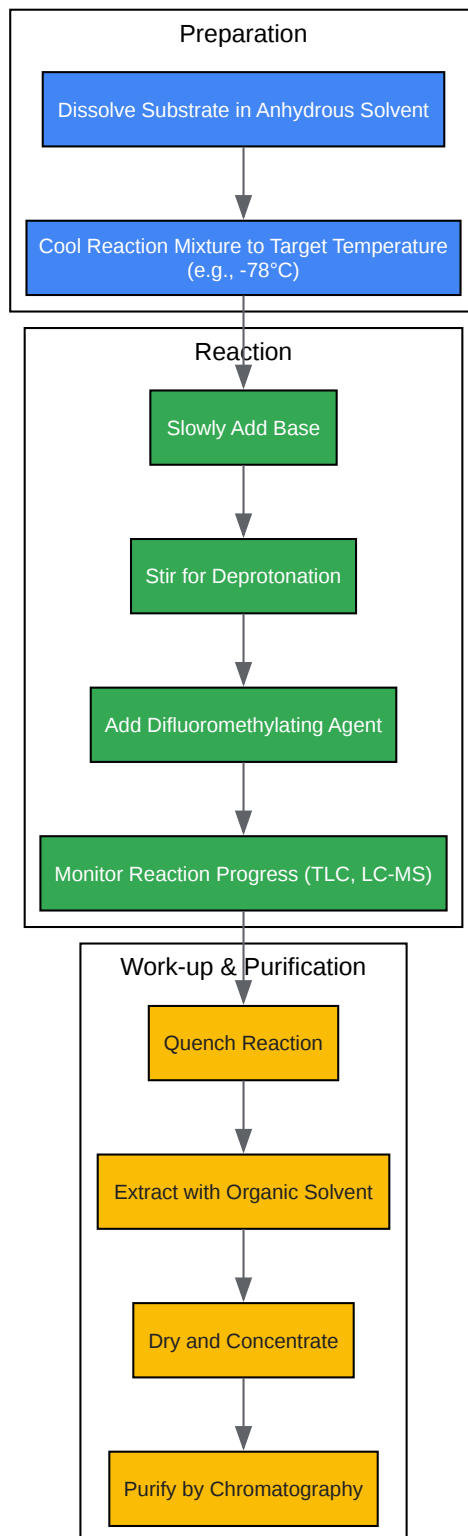 Preparation
Dissolve Substrate in Anhydrous Solvent
Cool Reaction Mixture to Target Temperature
(e.g., -78°C)
Reaction
Slowly Add Base
Stir for Deprotonation
Add Difluoromethylating Agent
Monitor Reaction Progress (TLC, LC-MS)
Work-up & Purification
Quench Reaction
Extract with Organic Solvent
Dry and Concentrate
Purify by Chromatography